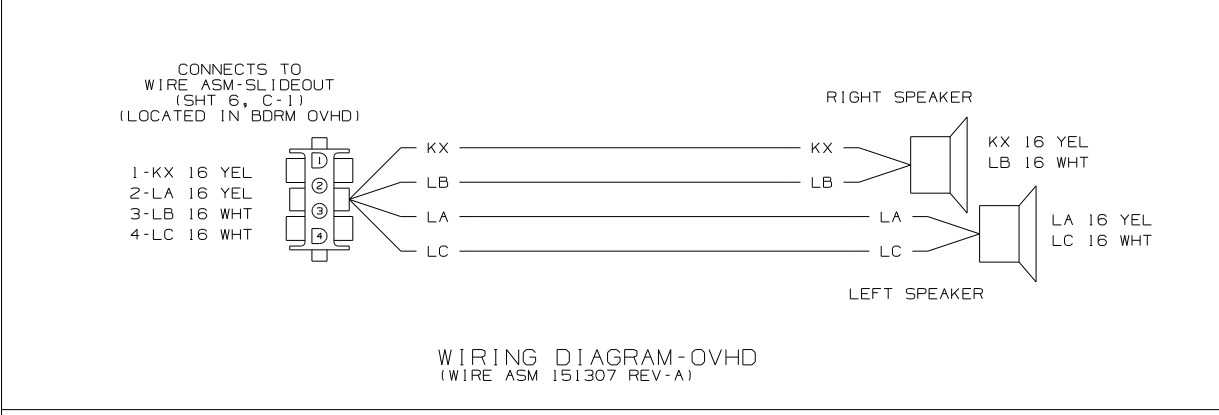 CONNECTS TO
WIRE ASM-SLIDEOUT
(SHT 6, C-1)
(LOCATED IN BDRM OVHD)
1-KX 16 YEL
2-LA 16 YEL
3-LB 16 WHT
4-LC 16 WHT
1
2
3
4
KX
LB
LA
LC
KX
LB
LA
LC
RIGHT SPEAKER
KX 16 YEL
LB 16 WHT
LA 16 YEL
LC 16 WHT
LEFT SPEAKER
WIRING DIAGRAM-OVHD
(WIRE ASM 151307 REV-A)